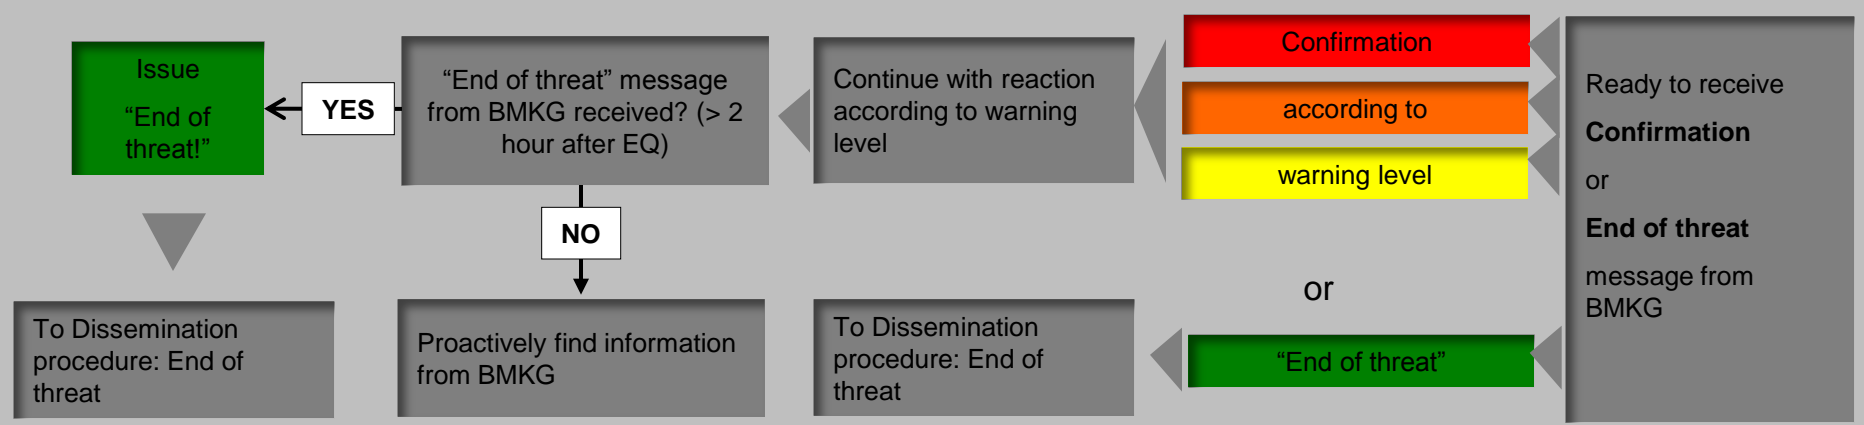 Issue
“End of
threat!”
YES
“End of threat” message
from BMKG received? (> 2
hour after EQ)
Continue with reaction
according to warning
level
Confirmation
according to
warning level
Ready to receive
Confirmation
or
End of threat
message from
BMKG
NO
or
To Dissemination
procedure: End of
threat
Proactively find information
from BMKG
To Dissemination
procedure: End of
threat
“End of threat”